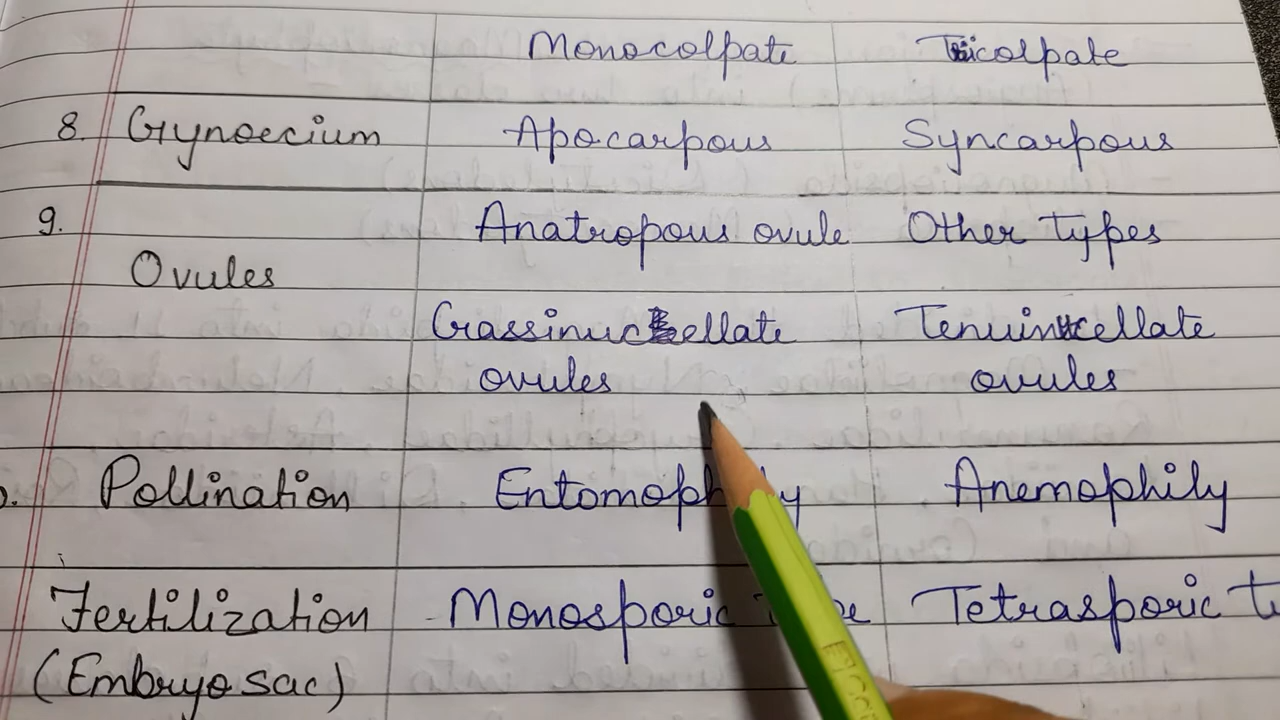 Monocolpate Tricolpate
8. Gynoecium Apocarpous Syncarpous
9. Anatropous ovule Other types
Ovules
Crassinucellate Tenuinucellate
ovules ovules
Pollination Entomophily Anemophily
Fertilization Monosporic Tetrasporic
(Embryo sac)